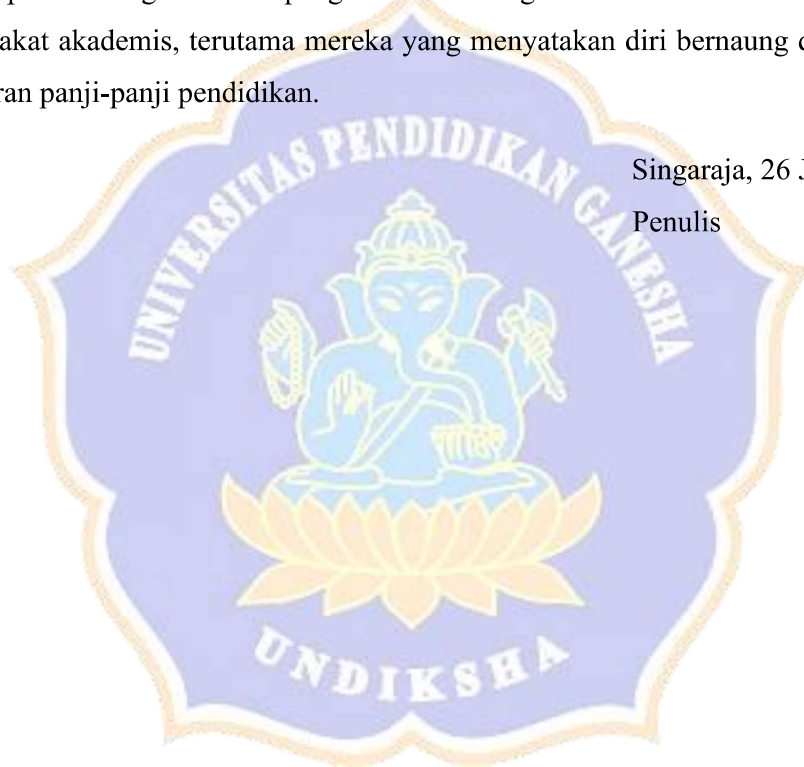 akat akademis, terutama mereka yang menyatakan diri bernaung
ran panji-panji pendidikan.
Singaraja, 26
Penulis
UNIVERSITAS PENDIDIKAN GANESHA
UNDIKSHA